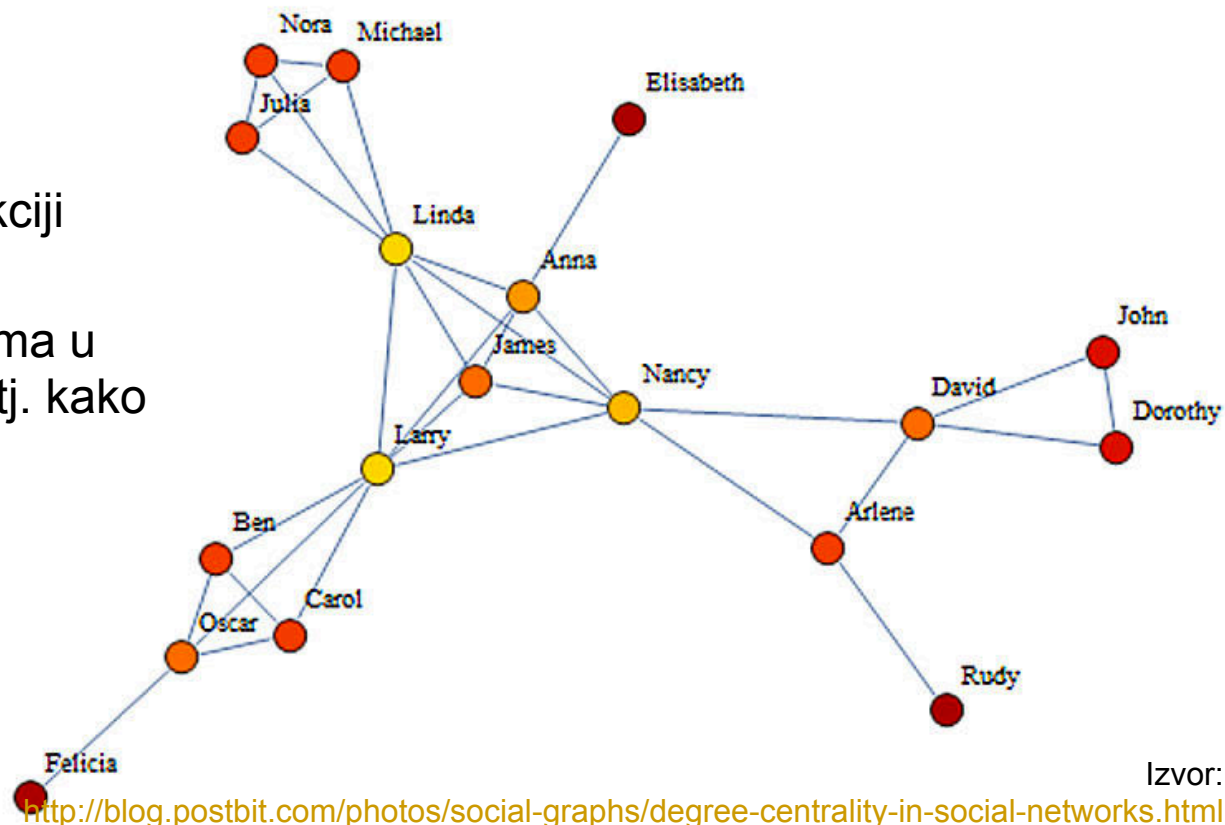 Nora
Michael
Elisabeth
Julia
kciji
Linda
Anna
ma u
John
James
tj. kako
Nancy
David
Dorothy
Larry
Arlene
Ben
Carol
Oscar
Rudy
Felicia
Izvor:
http://blog.postbit.com/photos/social-graphs/degree-centrality-in-social-networks.html